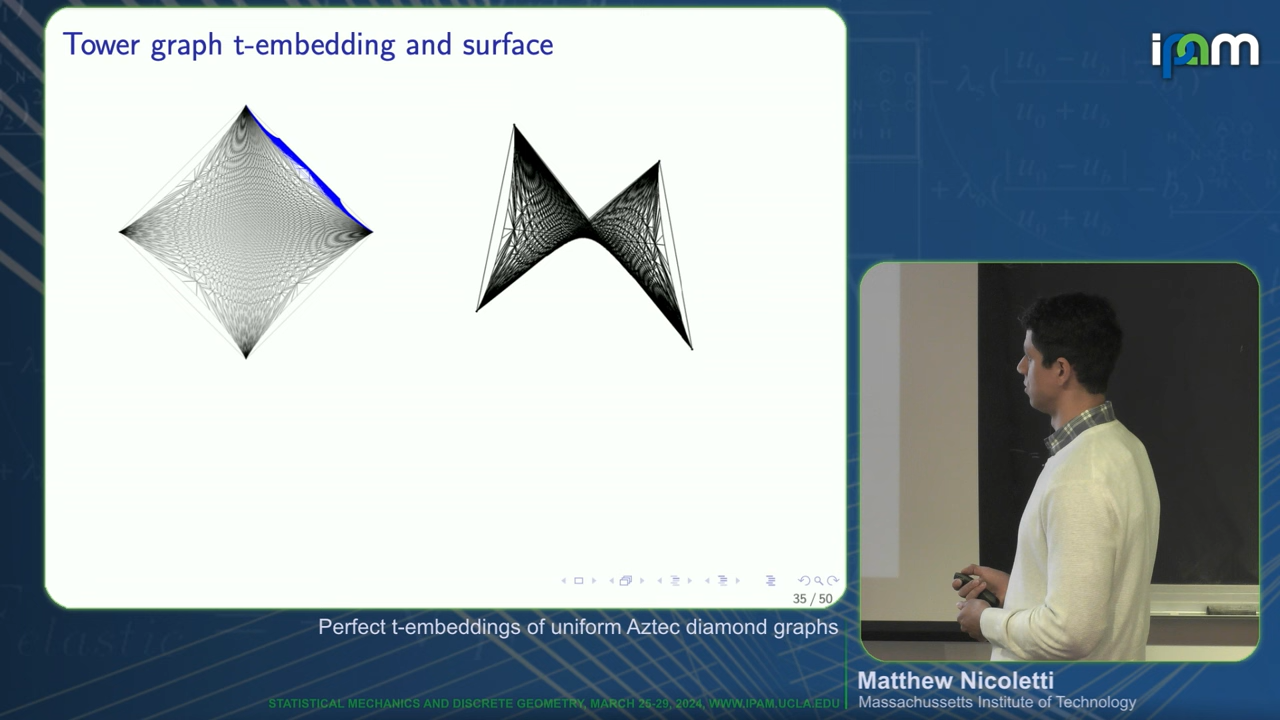 Tower graph t-embedding and surface
ipam
35 / 50
Perfect t-embeddings of uniform Aztec diamond graphs
Matthew Nicoletti
Massachussetts Institute of Technology
STATISTICAL MECHANICS AND DISCRETE GEOMETRY, MARCH 25-29, 2024, WWW.IPAM.UCLA.EDU